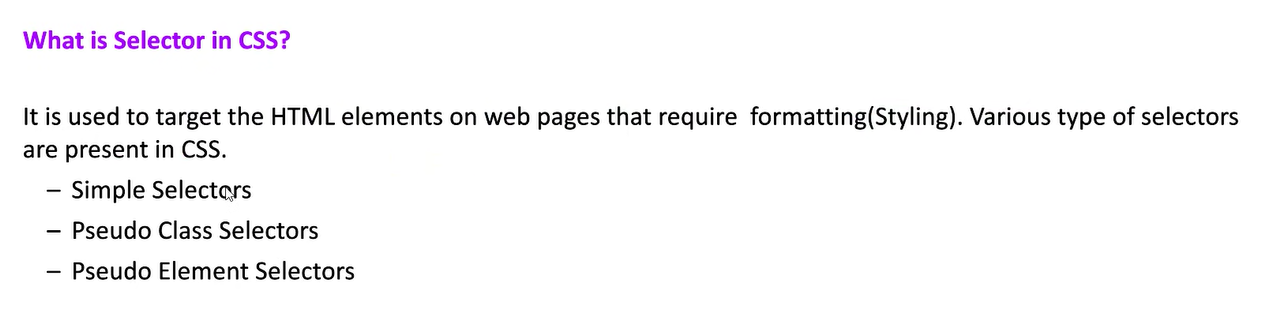 What is Selector in CSS?
It is used to target the HTML elements on web pages that require  formatting(Styling). Various type of selectors
are present in CSS.
– Simple Selectors
– Pseudo Class Selectors
– Pseudo Element Selectors